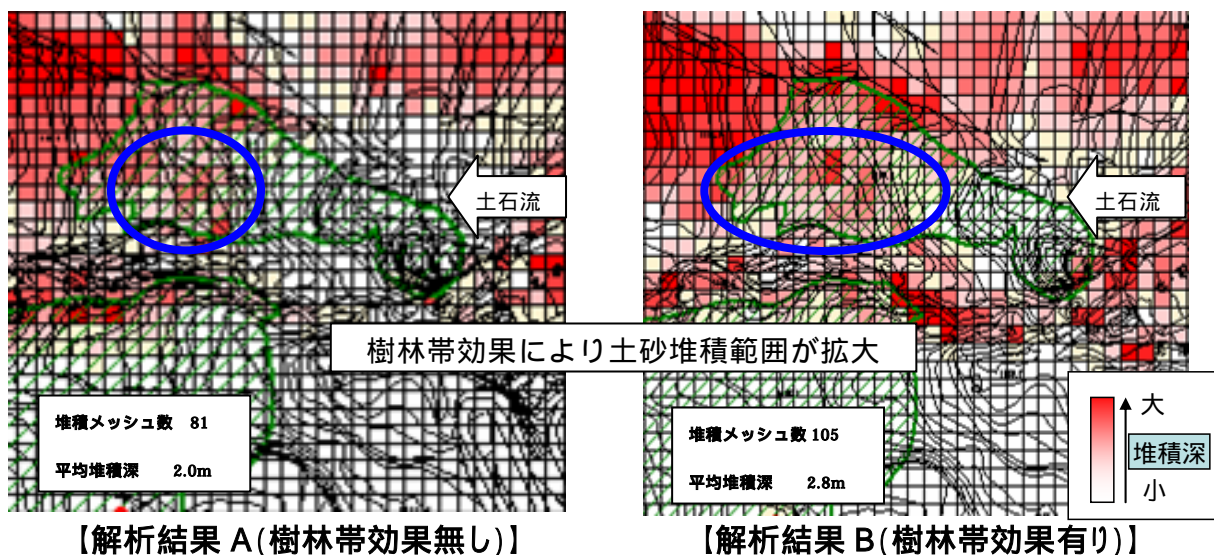 土石流
土石流
樹林帯効果により土砂堆積範囲が拡大
堆積メッシュ数 81
平均堆積深 2.0m
堆積メッシュ数 105
平均堆積深 2.8m
大
堆積深
小
【解析結果 A(樹林帯効果無し)】
【解析結果 B(樹林帯効果有り)】